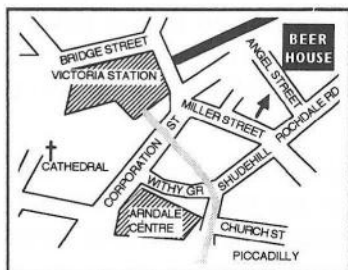 BEER
HOUSE
BRIDGE STREET
VICTORIA STATION
ANGEL STREET
MILLER STREET
ROCHDALE RD
CORPORATION ST
CATHEDRAL
SHUDEHILL
WITHY GR
ARNDALE
CENTRE
CHURCH ST
PICCADILLY